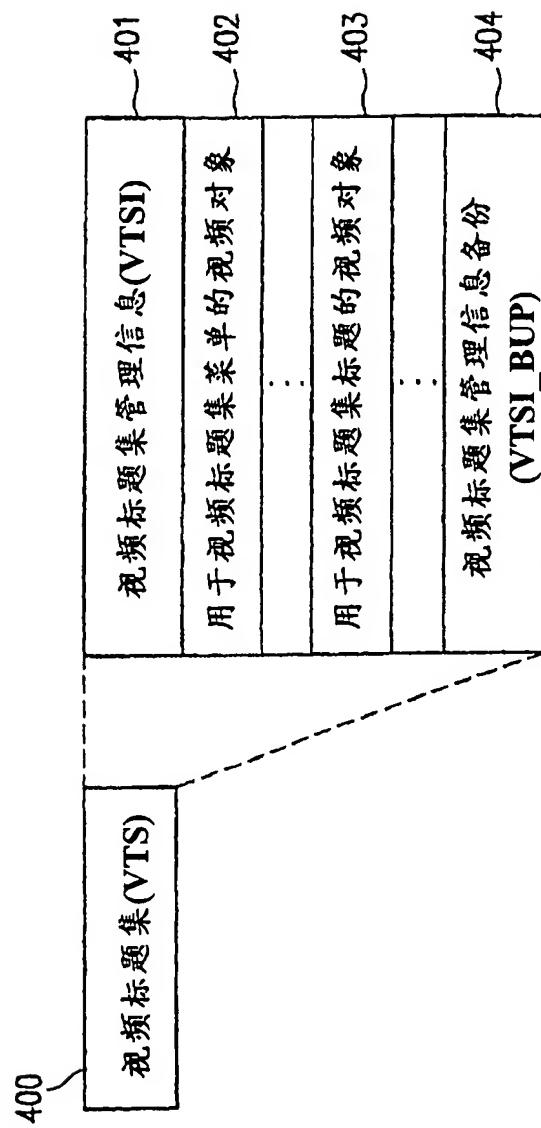 400
视频标题集(VTS)
视频标题集管理信息(VTSI)
401
用于视频标题集菜单的视频对象
402
...
用于视频标题集标题的视频对象
403
...
视频标题集管理信息备份
(VTSI_BUP)
404